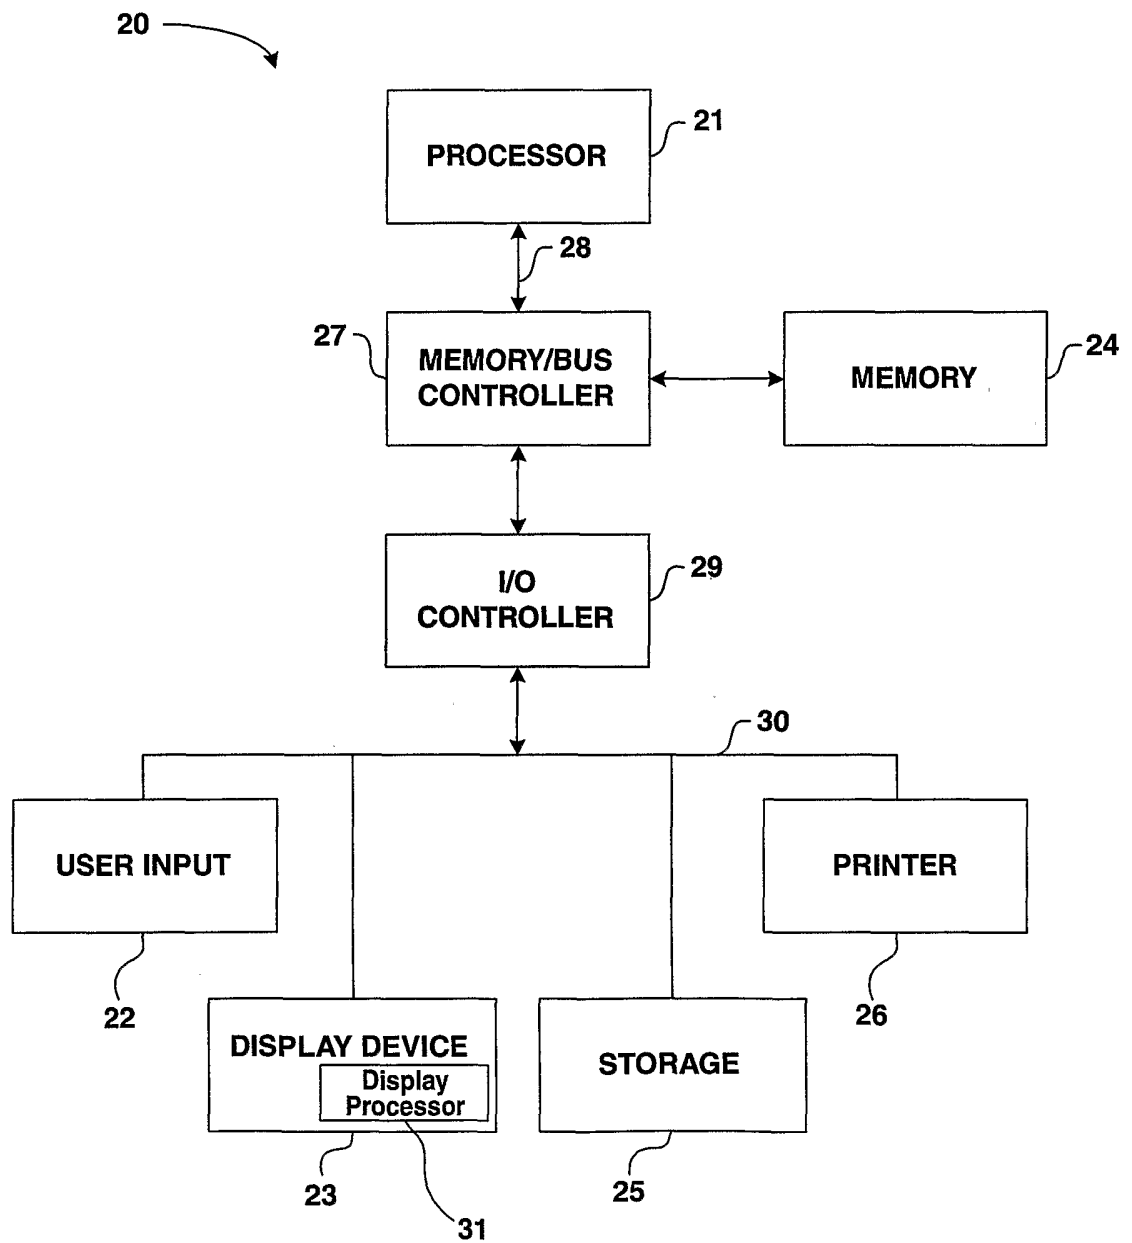 20
PROCESSOR
21
28
27
MEMORY/BUS
CONTROLLER
MEMORY
24
I/O
CONTROLLER
29
30
USER INPUT
22
PRINTER
26
DISPLAY DEVICE
Display
Processor
23
31
STORAGE
25